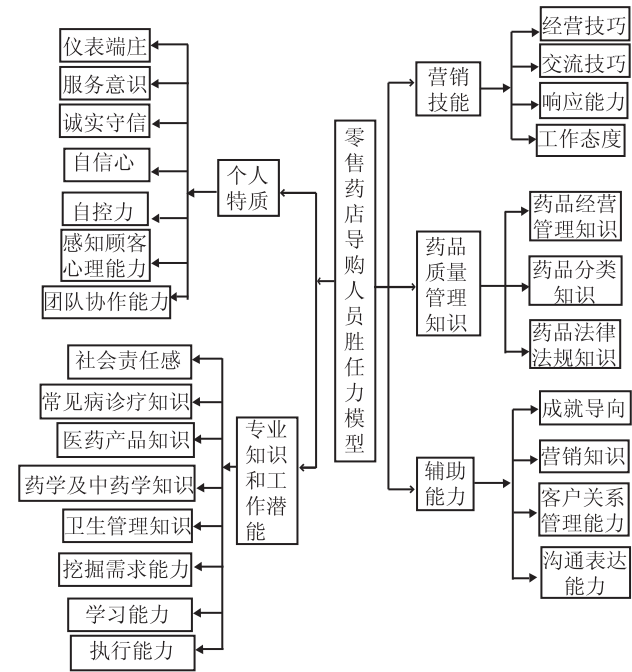 仪表端庄
服务意识
诚实守信
自信心
自控力
感知顾客
心理能力
团队协作能力
个人
特质
社会责任感
常见病诊疗知识
医药产品知识
药学及中药学知识
卫生管理知识
挖掘需求能力
学习能力
执行能力
专业
知识
和工
作潜
能
零售药店导购人员胜任力模型
营销
技能
经营技巧
交流技巧
响应能力
工作态度
药品
质量
管理
知识
药品经营
管理知识
药品分类
知识
药品法律
法规知识
辅助
能力
成就导向
营销知识
客户关系
管理能力
沟通表达
能力